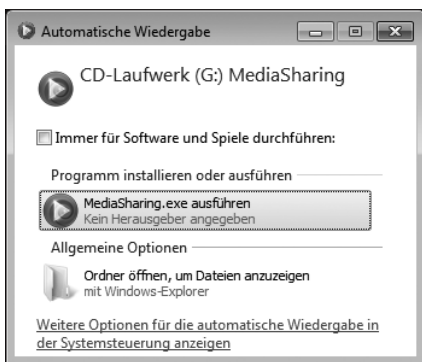 Automatische Wiedergabe
CD-Laufwerk (G:) MediaSharing
Immer für Software und Spiele durchführen:
Programm installieren oder ausführen
MediaSharing.exe ausführen
Kein Herausgeber angegeben
Allgemeine Optionen
Ordner öffnen, um Dateien anzuzeigen
mit Windows-Explorer
Weitere Optionen für die automatische Wiedergabe in
der Systemsteuerung anzeigen